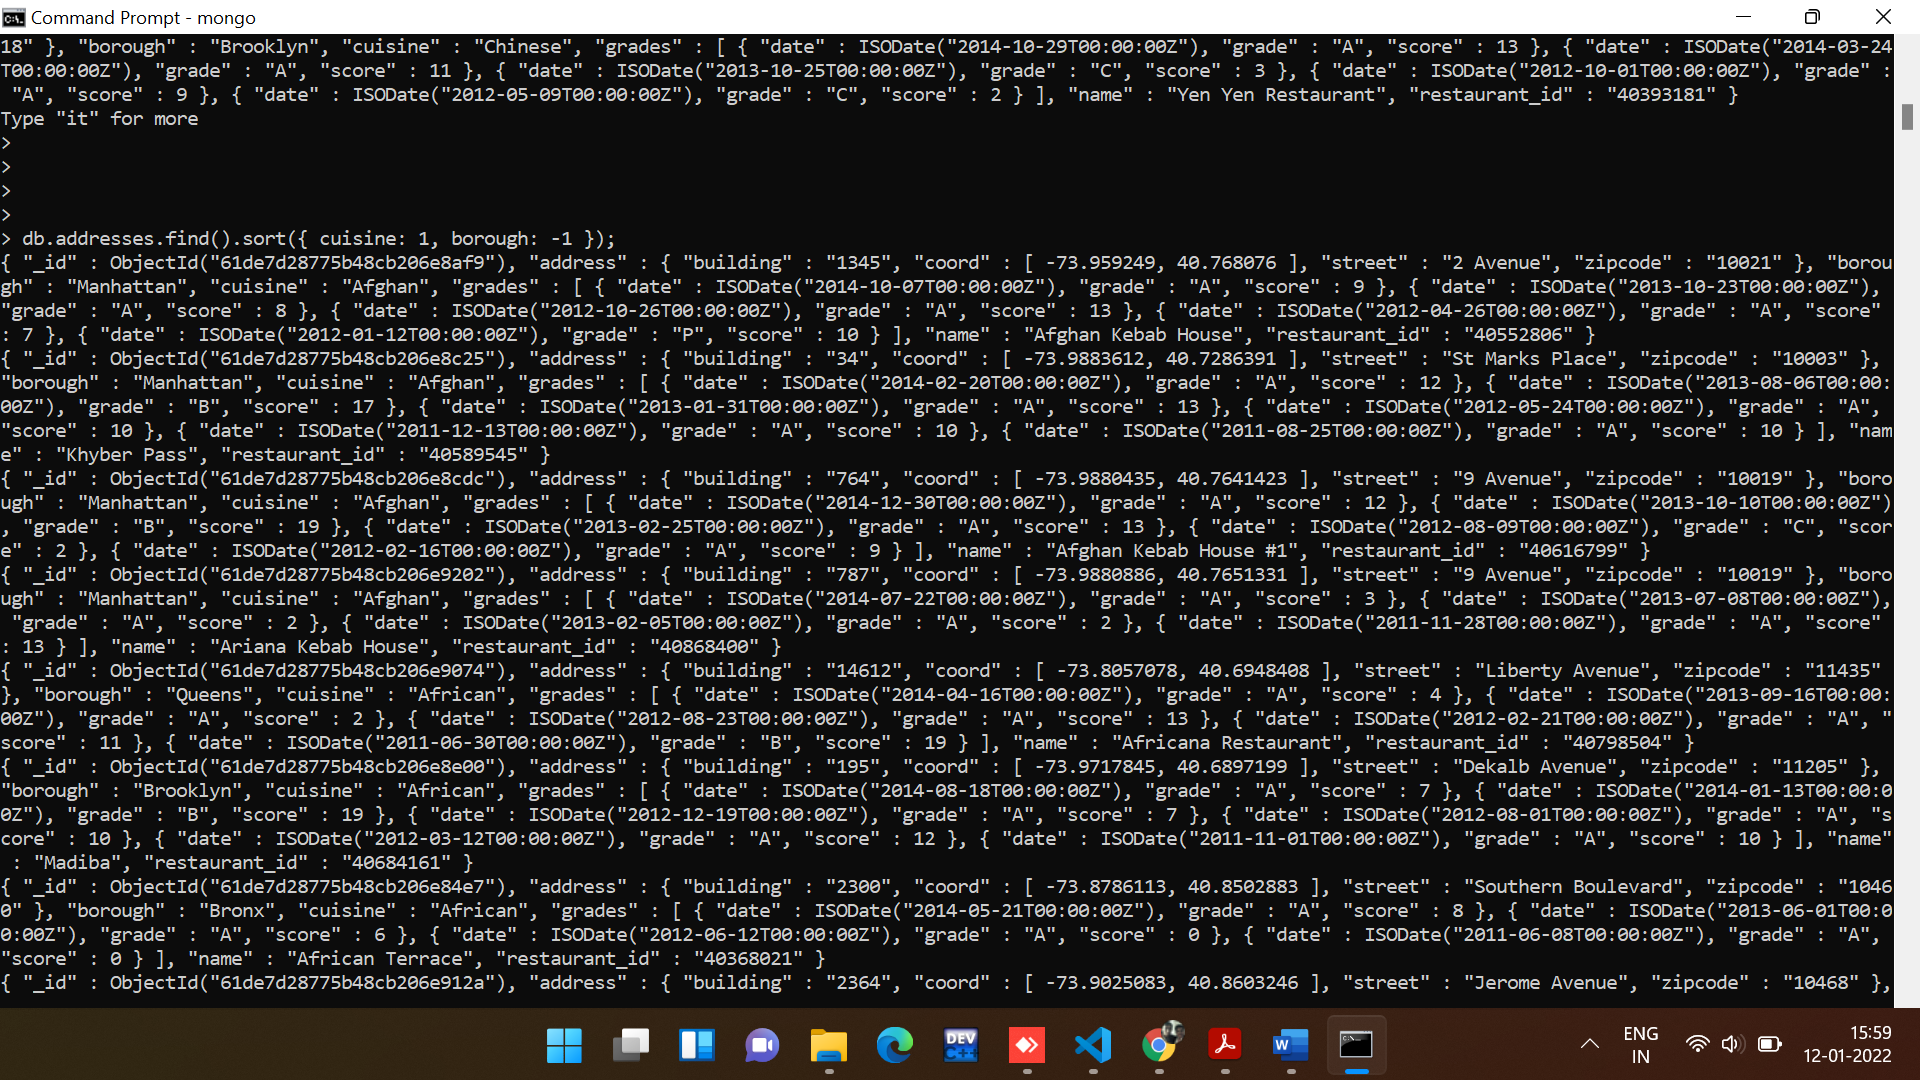 Command Prompt - mongo
18" }, "borough" : "Brooklyn", "cuisine" : "Chinese", "grades" : [ { "date" : ISODate("2014-10-29T00:00:00Z"), "grade" : "A", "score" : 13 }, { "date" : ISODate("2014-03-24
T00:00:00Z"), "grade" : "A", "score" : 11 }, { "date" : ISODate("2013-10-25T00:00:00Z"), "grade" : "C", "score" : 3 }, { "date" : ISODate("2012-10-01T00:00:00Z"), "grade" :
"A", "score" : 9 }, { "date" : ISODate("2012-05-09T00:00:00Z"), "grade" : "C", "score" : 2 } ], "name" : "Yen Yen Restaurant", "restaurant_id" : "40393181" }
Type "it" for more
>
>
>
>
> db.addresses.find().sort({ cuisine: 1, borough: -1 });
{ "_id" : ObjectId("61de7d28775b48cb206e8af9"), "address" : { "building" : "1345", "coord" : [ -73.959249, 40.768076 ], "street" : "2 Avenue", "zipcode" : "10021" }, "borou
gh" : "Manhattan", "cuisine" : "Afghan", "grades" : [ { "date" : ISODate("2014-10-07T00:00:00Z"), "grade" : "A", "score" : 9 }, { "date" : ISODate("2013-10-23T00:00:00Z"),
"grade" : "A", "score" : 8 }, { "date" : ISODate("2012-10-26T00:00:00Z"), "grade" : "A", "score" : 13 }, { "date" : ISODate("2012-04-26T00:00:00Z"), "grade" : "A", "score"
: 7 }, { "date" : ISODate("2012-01-12T00:00:00Z"), "grade" : "P", "score" : 10 } ], "name" : "Afghan Kebab House", "restaurant_id" : "40552806" }
{ "_id" : ObjectId("61de7d28775b48cb206e8c25"), "address" : { "building" : "34", "coord" : [ -73.9883612, 40.7286391 ], "street" : "St Marks Place", "zipcode" : "10003" },
"borough" : "Manhattan", "cuisine" : "Afghan", "grades" : [ { "date" : ISODate("2014-02-20T00:00:00Z"), "grade" : "A", "score" : 12 }, { "date" : ISODate("2013-08-06T00:00:
00Z"), "grade" : "B", "score" : 17 }, { "date" : ISODate("2013-01-31T00:00:00Z"), "grade" : "A", "score" : 13 }, { "date" : ISODate("2012-05-24T00:00:00Z"), "grade" : "A",
"score" : 10 }, { "date" : ISODate("2011-12-13T00:00:00Z"), "grade" : "A", "score" : 10 }, { "date" : ISODate("2011-08-25T00:00:00Z"), "grade" : "A", "score" : 10 } ], "nam
e" : "Khyber Pass", "restaurant_id" : "40589545" }
{ "_id" : ObjectId("61de7d28775b48cb206e8cdc"), "address" : { "building" : "764", "coord" : [ -73.9880435, 40.7641423 ], "street" : "9 Avenue", "zipcode" : "10019" }, "boro
ugh" : "Manhattan", "cuisine" : "Afghan", "grades" : [ { "date" : ISODate("2014-12-30T00:00:00Z"), "grade" : "A", "score" : 12 }, { "date" : ISODate("2013-10-10T00:00:00Z")
, "grade" : "B", "score" : 19 }, { "date" : ISODate("2013-02-25T00:00:00Z"), "grade" : "A", "score" : 13 }, { "date" : ISODate("2012-08-09T00:00:00Z"), "grade" : "C", "scor
e" : 2 }, { "date" : ISODate("2012-02-16T00:00:00Z"), "grade" : "A", "score" : 9 } ], "name" : "Afghan Kebab House #1", "restaurant_id" : "40616799" }
{ "_id" : ObjectId("61de7d28775b48cb206e9202"), "address" : { "building" : "787", "coord" : [ -73.9880886, 40.7651331 ], "street" : "9 Avenue", "zipcode" : "10019" }, "boro
ugh" : "Manhattan", "cuisine" : "Afghan", "grades" : [ { "date" : ISODate("2014-07-22T00:00:00Z"), "grade" : "A", "score" : 3 }, { "date" : ISODate("2013-07-08T00:00:00Z"),
"grade" : "A", "score" : 2 }, { "date" : ISODate("2013-02-05T00:00:00Z"), "grade" : "A", "score" : 2 }, { "date" : ISODate("2011-11-28T00:00:00Z"), "grade" : "A", "score"
: 13 } ], "name" : "Ariana Kebab House", "restaurant_id" : "40868400" }
{ "_id" : ObjectId("61de7d28775b48cb206e9074"), "address" : { "building" : "14612", "coord" : [ -73.8057078, 40.6948408 ], "street" : "Liberty Avenue", "zipcode" : "11435"
}, "borough" : "Queens", "cuisine" : "African", "grades" : [ { "date" : ISODate("2014-04-16T00:00:00Z"), "grade" : "A", "score" : 4 }, { "date" : ISODate("2013-09-16T00:00:
00Z"), "grade" : "A", "score" : 2 }, { "date" : ISODate("2012-08-23T00:00:00Z"), "grade" : "A", "score" : 13 }, { "date" : ISODate("2012-02-21T00:00:00Z"), "grade" : "A", "
score" : 11 }, { "date" : ISODate("2011-06-30T00:00:00Z"), "grade" : "B", "score" : 19 } ], "name" : "Africana Restaurant", "restaurant_id" : "40798504" }
{ "_id" : ObjectId("61de7d28775b48cb206e8e00"), "address" : { "building" : "195", "coord" : [ -73.9717845, 40.6897199 ], "street" : "Dekalb Avenue", "zipcode" : "11205" },
"borough" : "Brooklyn", "cuisine" : "African", "grades" : [ { "date" : ISODate("2014-08-18T00:00:00Z"), "grade" : "A", "score" : 7 }, { "date" : ISODate("2014-01-13T00:00:0
0Z"), "grade" : "B", "score" : 19 }, { "date" : ISODate("2012-12-19T00:00:00Z"), "grade" : "A", "score" : 7 }, { "date" : ISODate("2012-08-01T00:00:00Z"), "grade" : "A", "s
core" : 10 }, { "date" : ISODate("2012-03-12T00:00:00Z"), "grade" : "A", "score" : 12 }, { "date" : ISODate("2011-11-01T00:00:00Z"), "grade" : "A", "score" : 10 } ], "name"
: "Madiba", "restaurant_id" : "40684161" }
{ "_id" : ObjectId("61de7d28775b48cb206e84e7"), "address" : { "building" : "2300", "coord" : [ -73.8786113, 40.8502883 ], "street" : "Southern Boulevard", "zipcode" : "1046
0" }, "borough" : "Bronx", "cuisine" : "African", "grades" : [ { "date" : ISODate("2014-05-21T00:00:00Z"), "grade" : "A", "score" : 8 }, { "date" : ISODate("2013-06-01T00:0
0:00Z"), "grade" : "A", "score" : 6 }, { "date" : ISODate("2012-06-12T00:00:00Z"), "grade" : "A", "score" : 0 }, { "date" : ISODate("2011-06-08T00:00:00Z"), "grade" : "A",
"score" : 0 } ], "name" : "African Terrace", "restaurant_id" : "40368021" }
{ "_id" : ObjectId("61de7d28775b48cb206e912a"), "address" : { "building" : "2364", "coord" : [ -73.9025083, 40.8603246 ], "street" : "Jerome Avenue", "zipcode" : "10468" },
DEV
C++
W
ENG
IN
15:59
12-01-2022